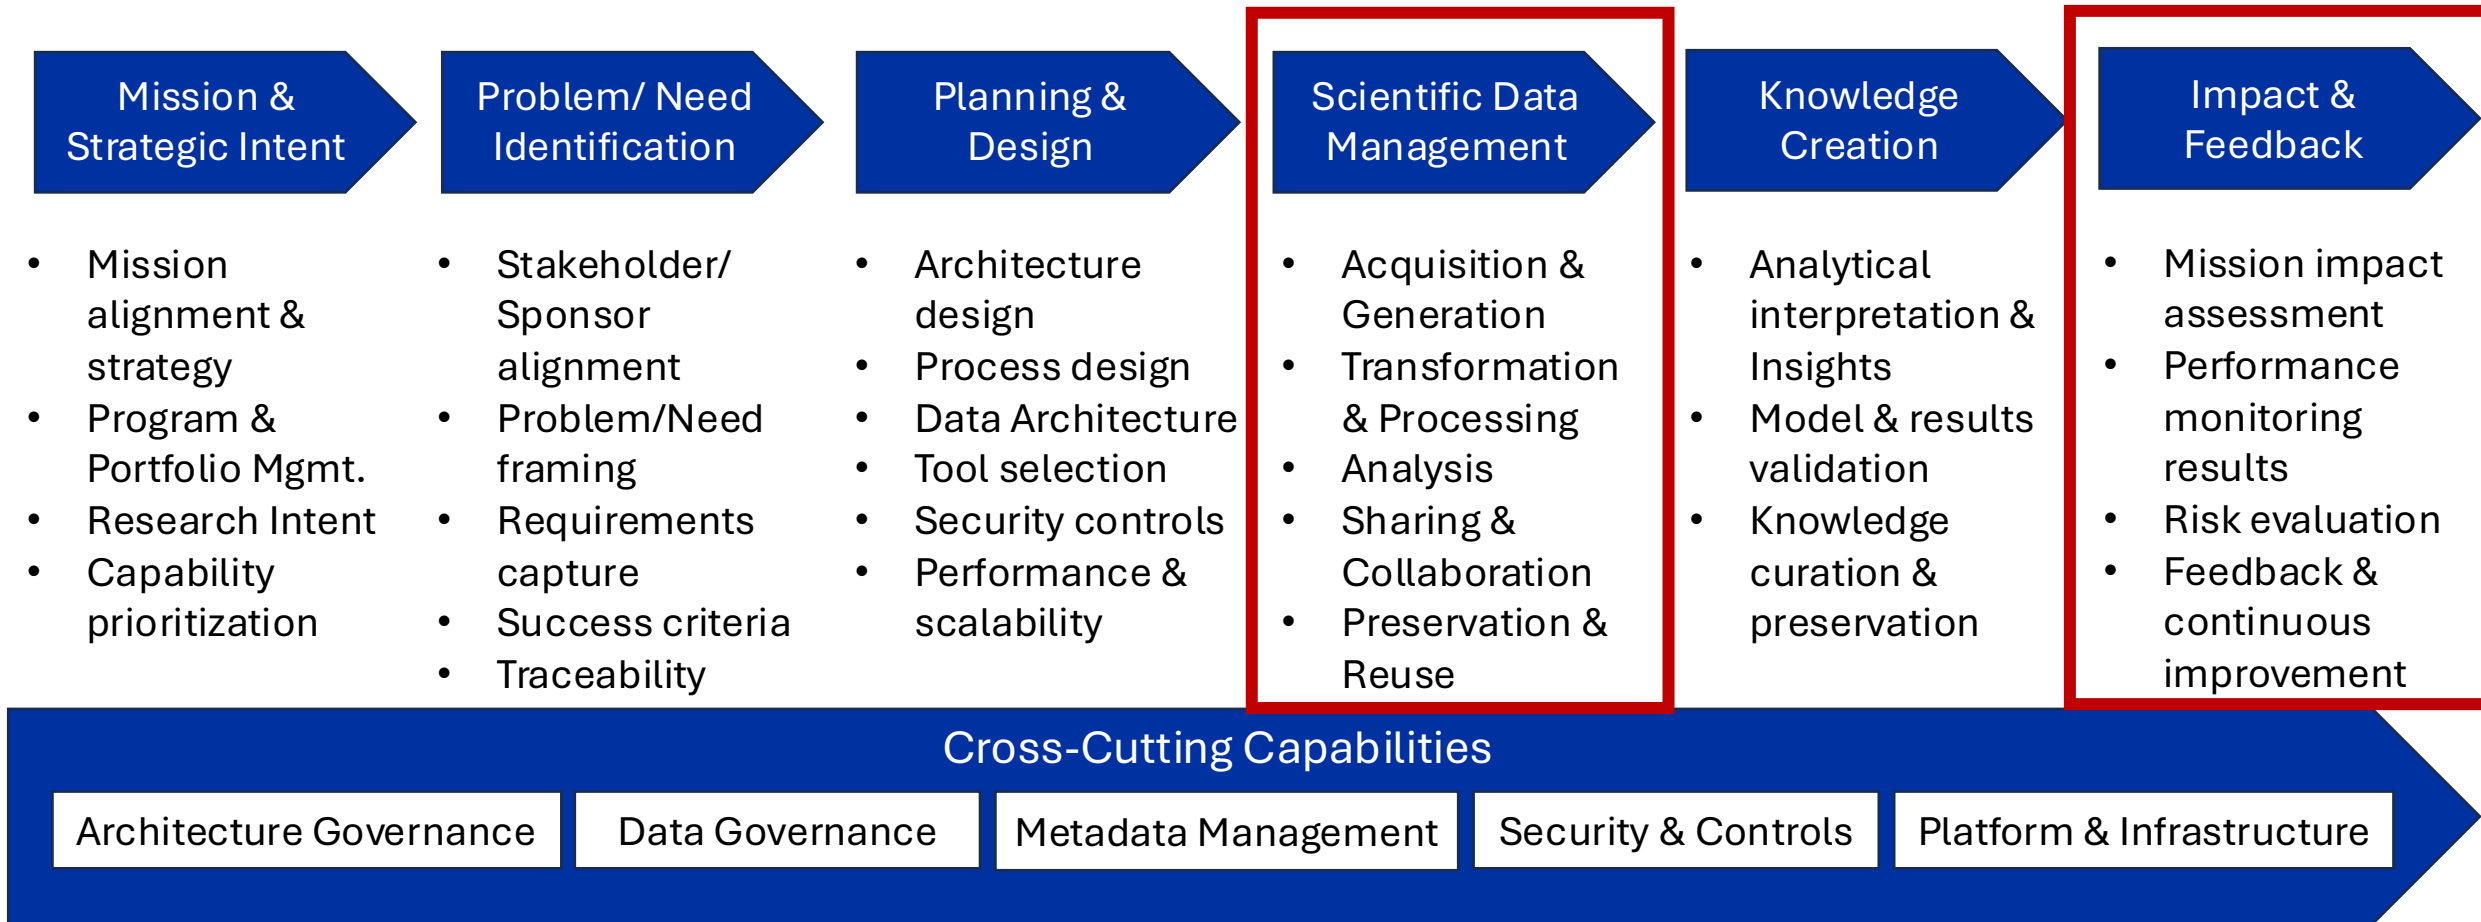 Mission &
Strategic Intent
• Mission
alignment &
strategy
• Program &
Portfolio Mgmt.
• Research Intent
• Capability
prioritization
Problem/ Need
Identification
• Stakeholder/
Sponsor
alignment
• Problem/Need
framing
• Requirements
capture
• Success criteria
• Traceability
Planning &
Design
• Architecture
design
• Process design
• Data Architecture
• Tool selection
• Security controls
• Performance &
scalability
Scientific Data
Management
• Acquisition &
Generation
• Transformation
& Processing
• Analysis
• Sharing &
Collaboration
• Preservation &
Reuse
Knowledge
Creation
• Analytical
interpretation &
Insights
• Model & results
validation
• Knowledge
curation &
preservation
Impact &
Feedback
• Mission impact
assessment
• Performance
monitoring
results
• Risk evaluation
• Feedback &
continuous
improvement
Cross-Cutting Capabilities
Architecture Governance
Data Governance
Metadata Management
Security & Controls
Platform & Infrastructure